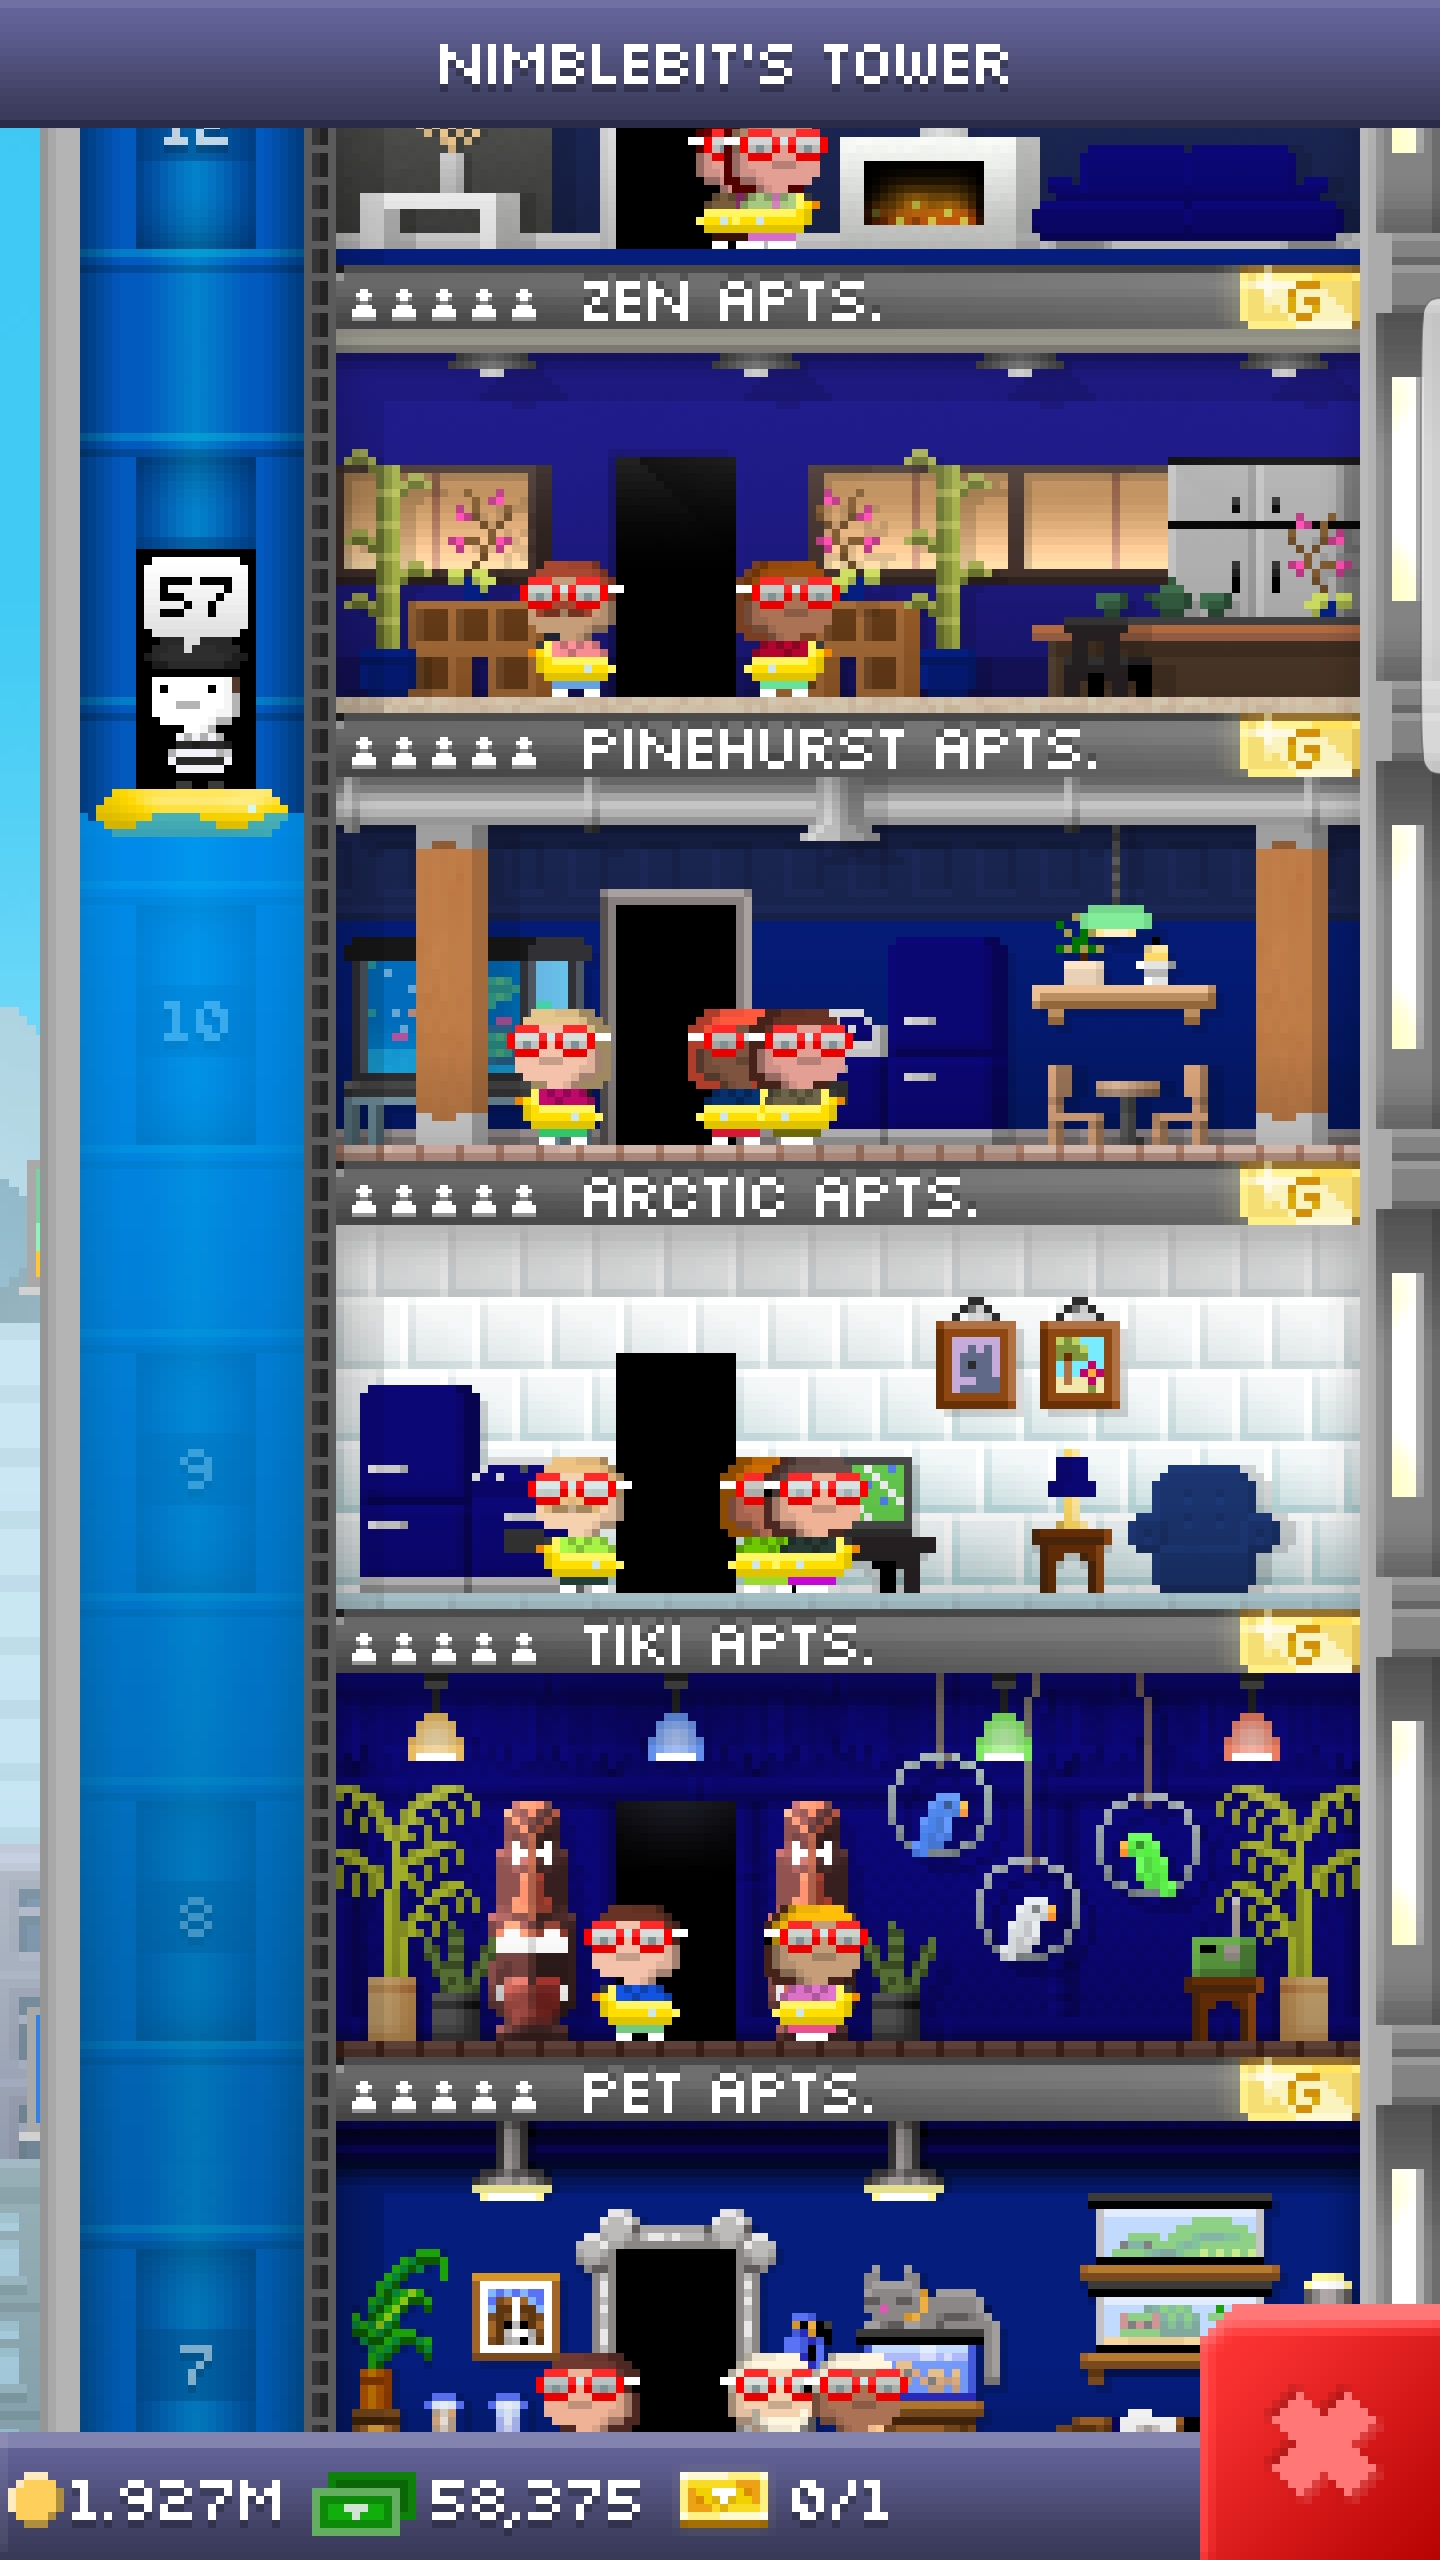 NIMBLEBIT'S TOWER
12
ZEN APTS.
G
57
PINEHURST APTS.
G
10
ARCTIC APTS.
G
9
TIKI APTS.
G
8
PET APTS.
G
7
1.927M 58,375 0/1